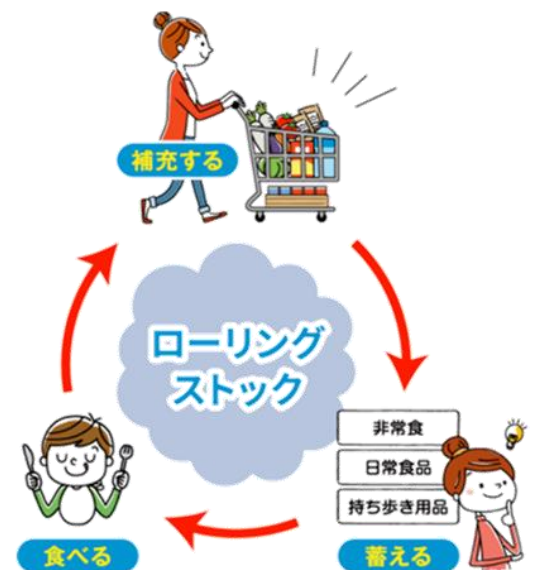 補充する
ローリング
ストック
非常食
日常食品
持ち歩き用品
食べる
蓄える